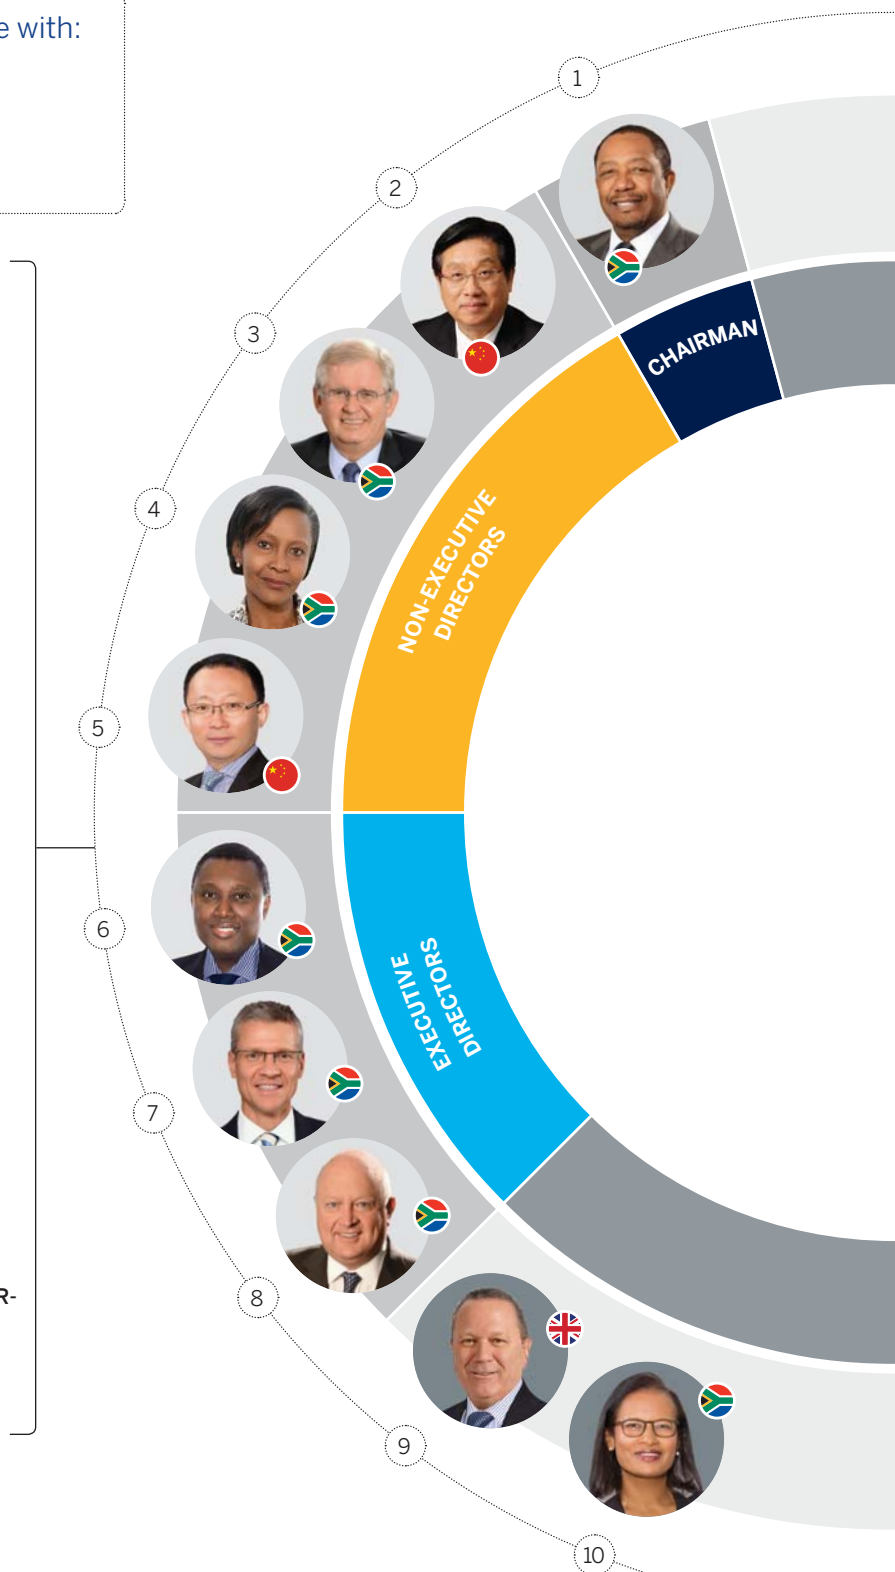 e with:
1
2
3
4
5
6
7
8
9
10
CHAIRMAN
NON-EXECUTIVE
DIRECTORS
EXECUTIVE
DIRECTORS
R-